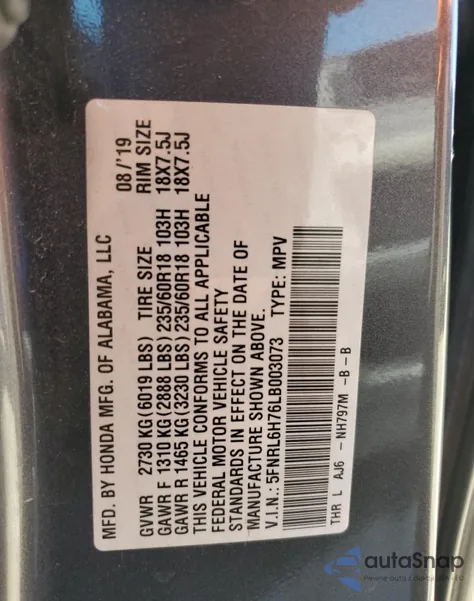 MFD. BY HONDA MFG. OF ALABAMA, LLC 08/'19
GVWR 2730 KG (6019 LBS) TIRE SIZE RIM SIZE
GAWR F 1310 KG (2888 LBS) 235/60R18 103H 18X7.5J
GAWR R 1465 KG (3230 LBS) 235/60R18 103H 18X7.5J
THIS VEHICLE CONFORMS TO ALL APPLICABLE
FEDERAL MOTOR VEHICLE SAFETY
STANDARDS IN EFFECT ON THE DATE OF
MANUFACTURE SHOWN ABOVE.
V.I.N.: 5FNRL6H76LB003073 TYPE: MPV
THR L AJ6 - NH797M -B -B
autoSnap